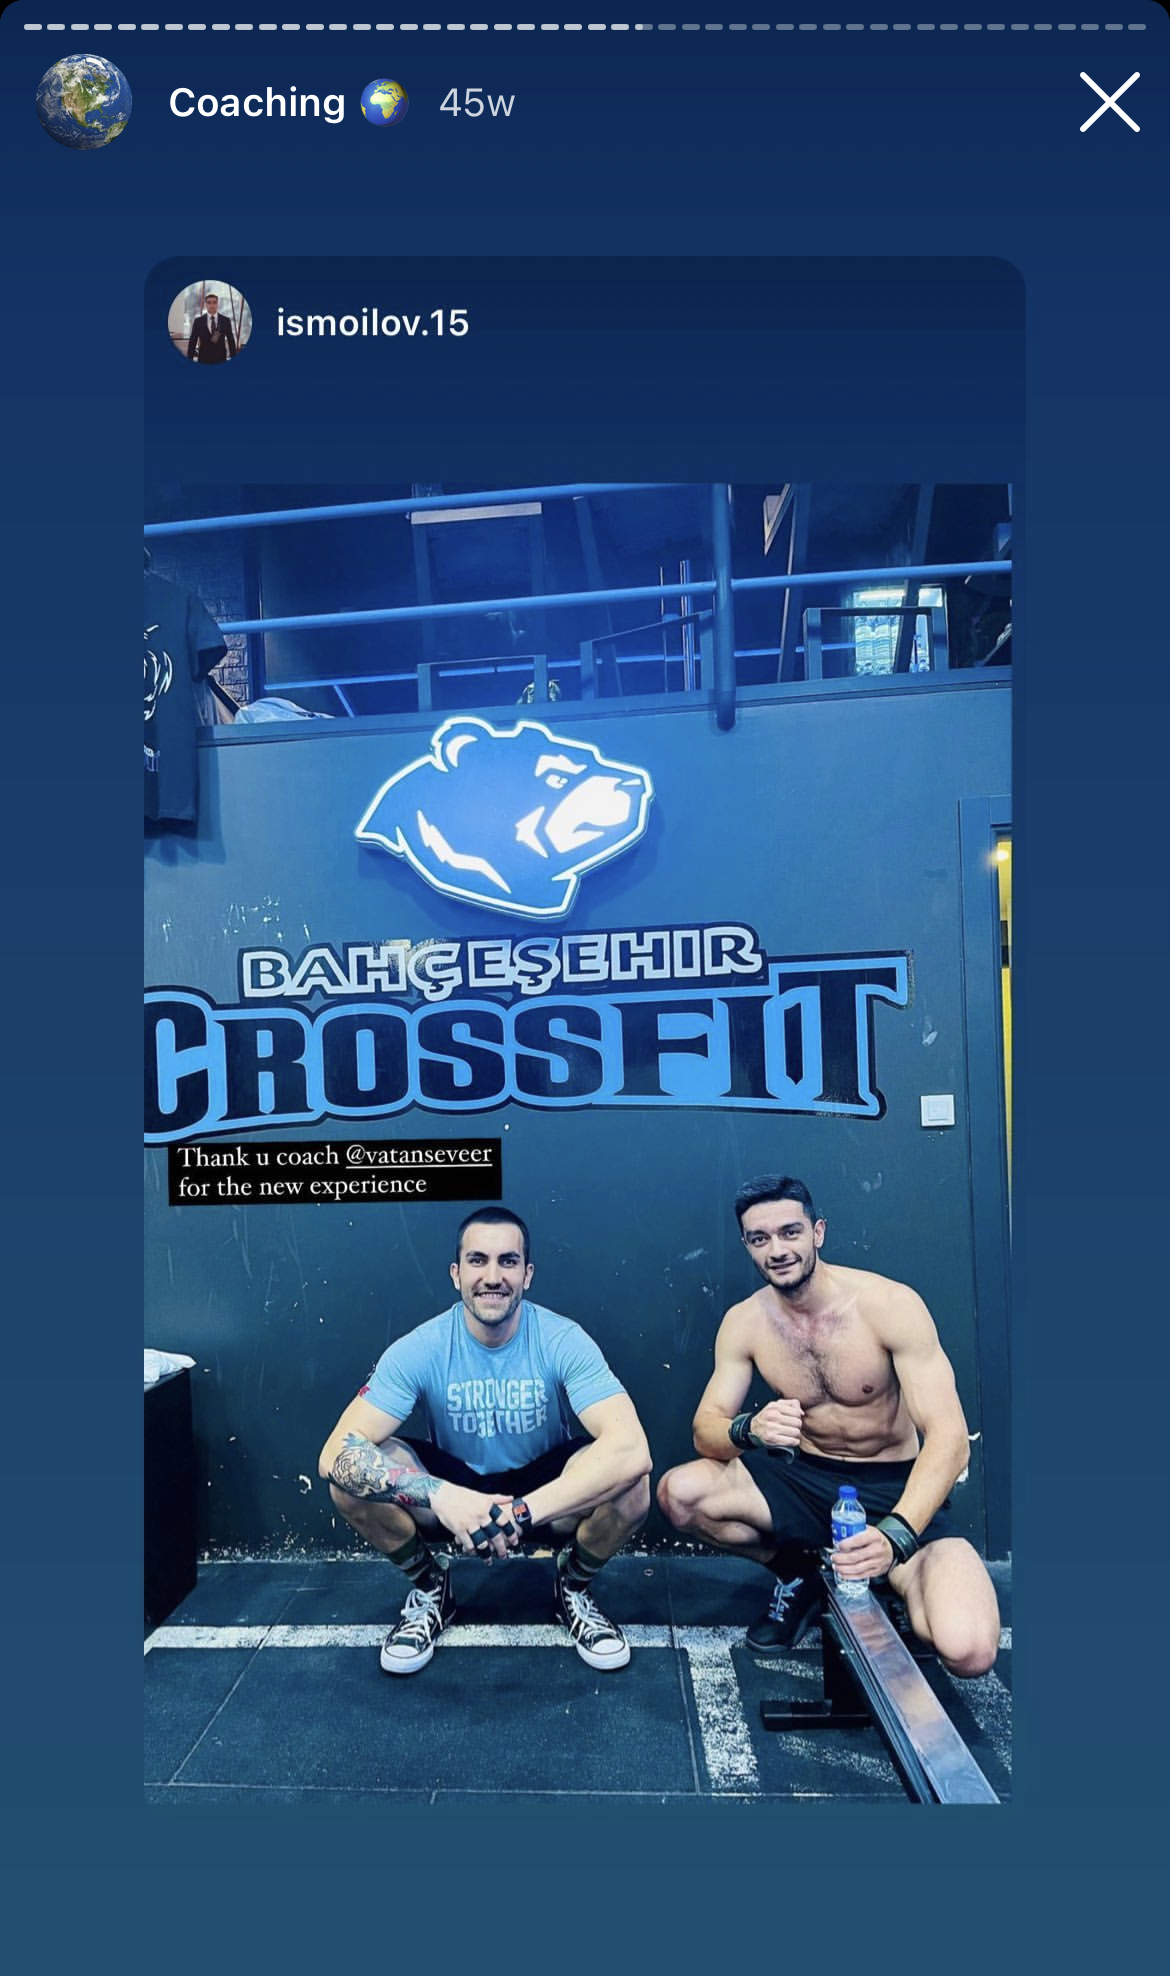 Coaching 🌍 45w
ismoilov.15
BAHÇEŞEHIR
CROSSFIT
Thank u coach @vatanseveer
for the new experience
STRONGER
TOGETHER